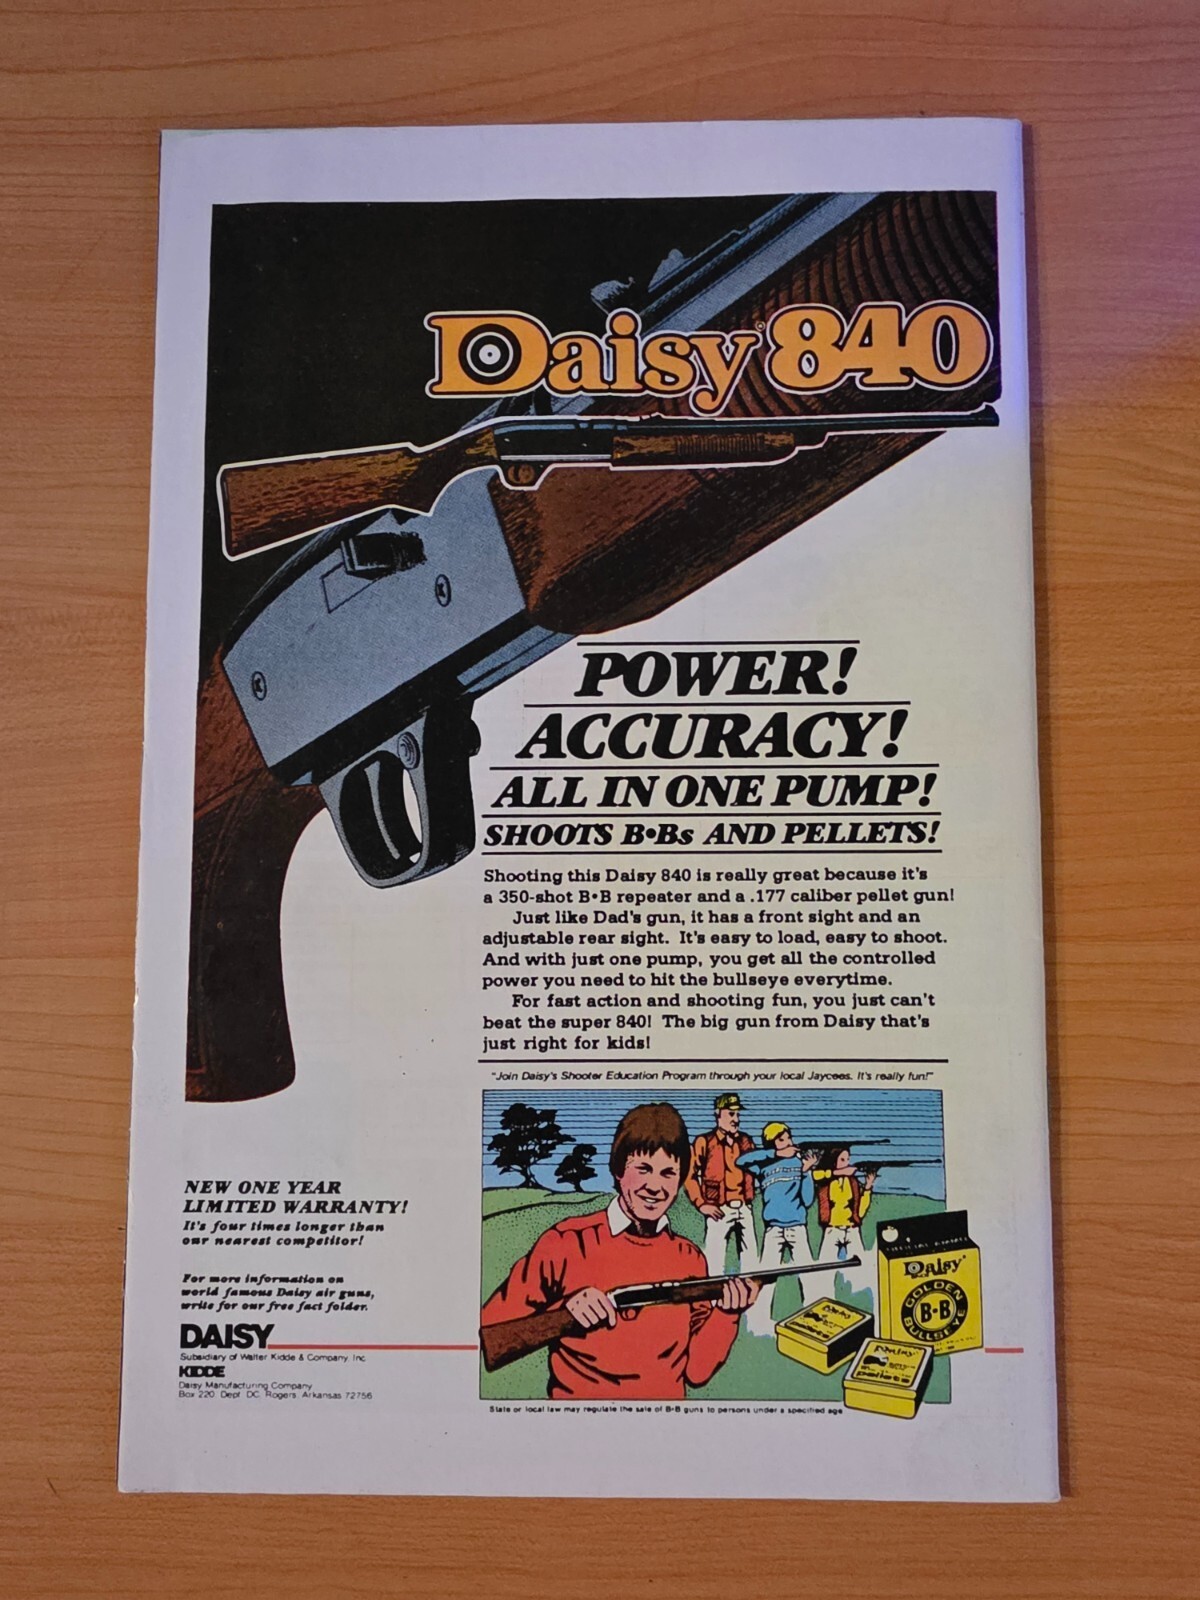 Daisy® 840
POWER!
ACCURACY!
ALL IN ONE PUMP!
SHOOTS B•Bs AND PELLETS!
Shooting this Daisy 840 is really great because it's
a 350-shot B•B repeater and a .177 caliber pellet gun!
Just like Dad's gun, it has a front sight and an
adjustable rear sight. It's easy to load, easy to shoot.
And with just one pump, you get all the controlled
power you need to hit the bullseye everytime.
For fast action and shooting fun, you just can't
beat the super 840! The big gun from Daisy that's
just right for kids!
"Join Daisy's Shooter Education Program through your local Jaycees. It's really fun!"
NEW ONE YEAR
LIMITED WARRANTY!
It's four times longer than
our nearest competitor!
For more information on
world famous Daisy air guns,
write for our free fact folder.
DAISY
Subsidiary of Walter Kidde & Company, Inc.
KIDDE
Daisy Manufacturing Company
Box 220, Dept. DC, Rogers, Arkansas 72756
Daisy
GOLDEN
B•B
BULLSEYE
Daisy
pellets
Daisy
pellets
State or local law may regulate the sale of B•B guns to persons under a specified age